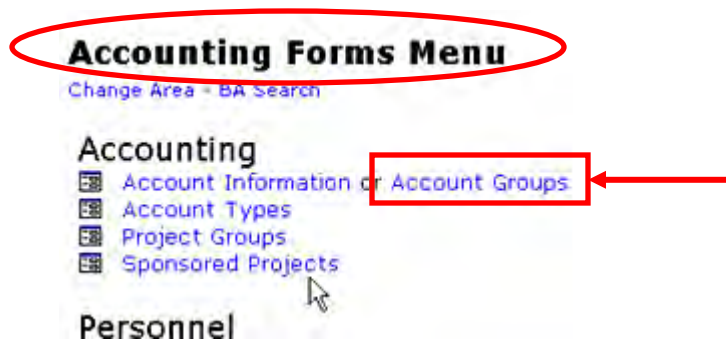 Accounting Forms Menu
Change Area - BA Search
Accounting
Account Information or Account Groups
Account Types
Project Groups
Sponsored Projects
Personnel